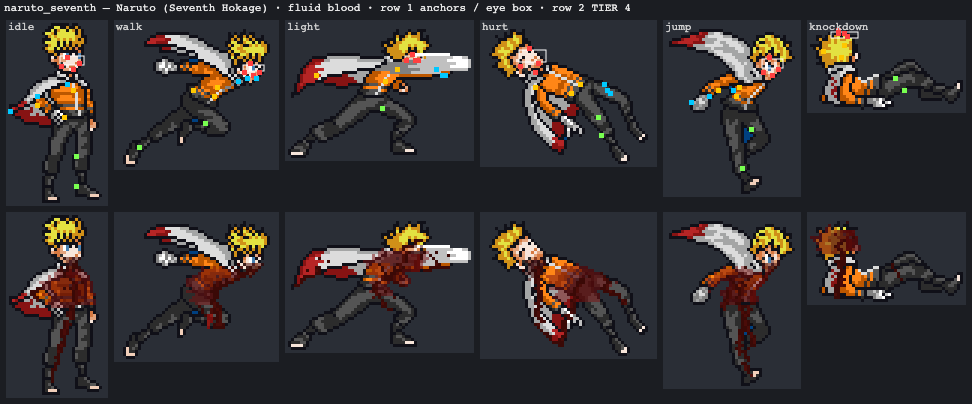 naruto_seventh — Naruto (Seventh Hokage) · fluid blood · row 1 anchors / eye box · row 2 TIER 4
idle walk light hurt jump knockdown